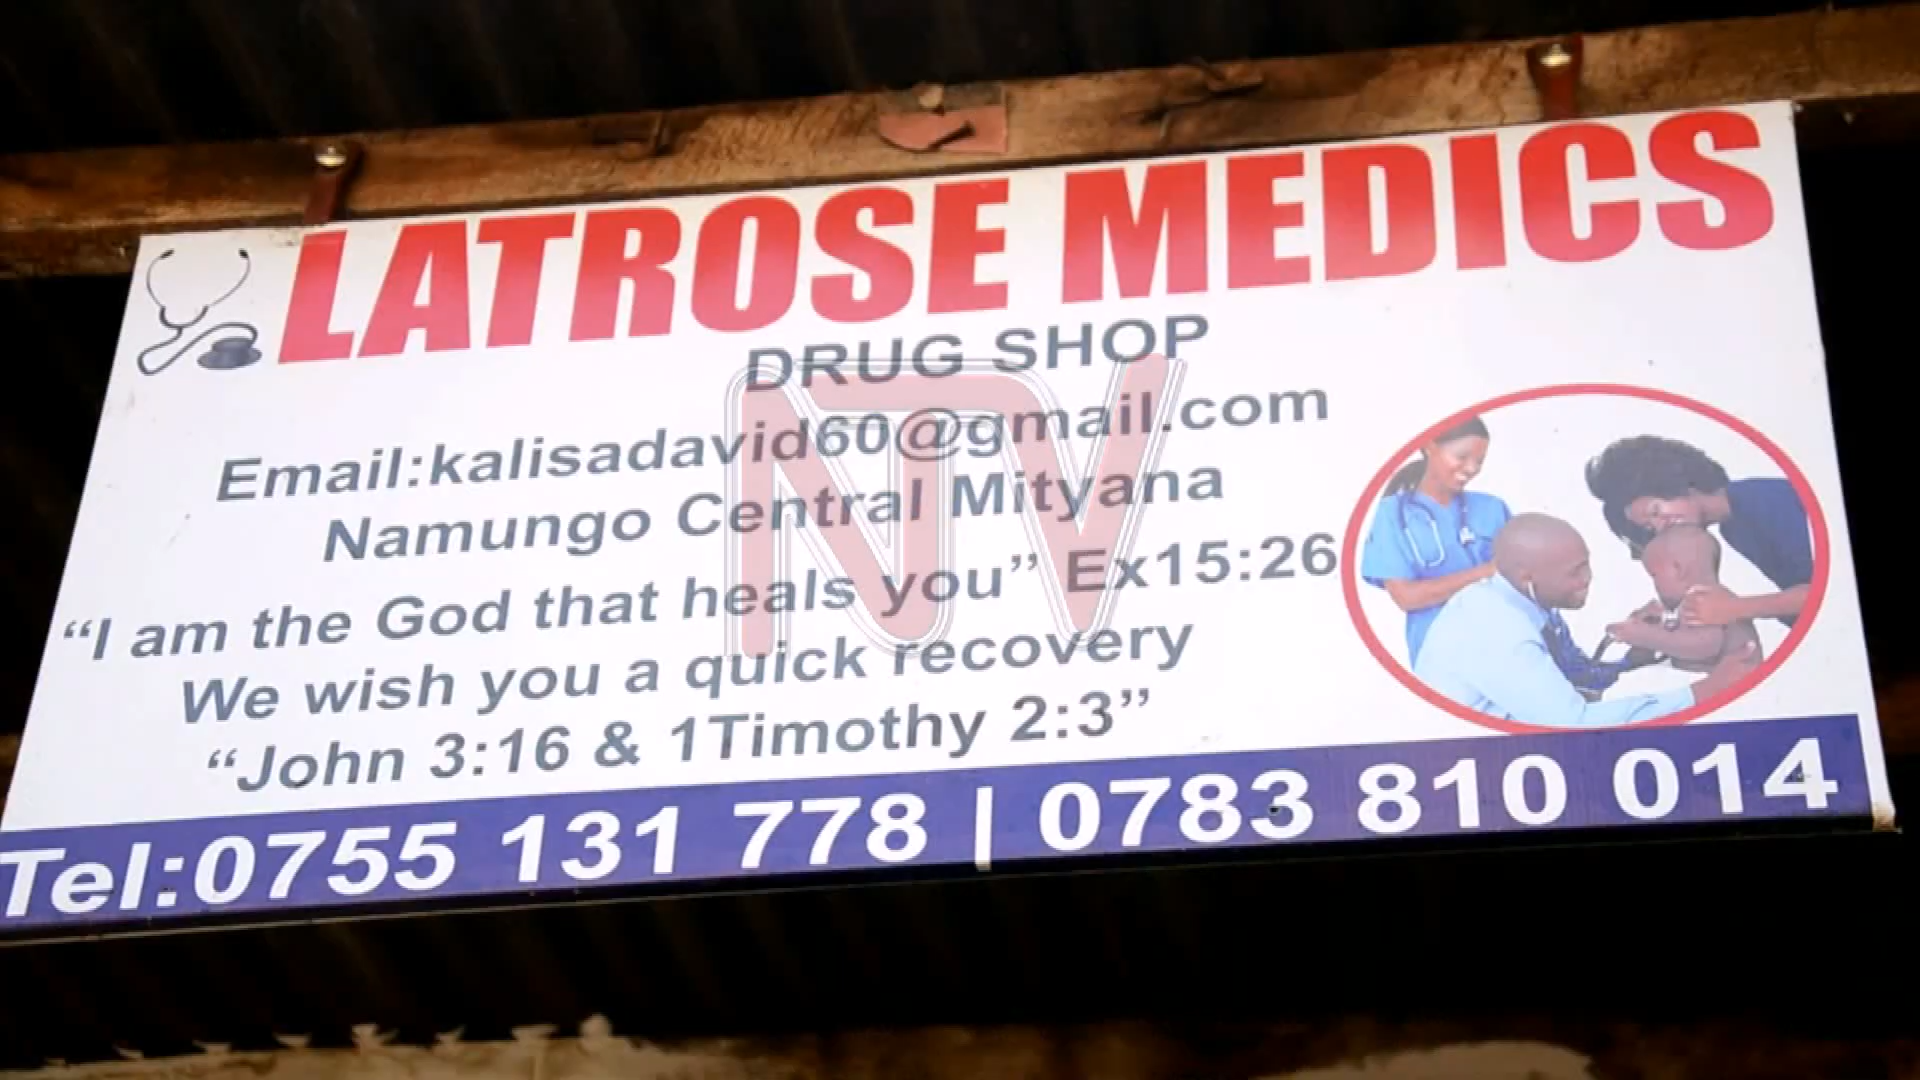 LATROSE MEDICS
DRUG SHOP
Email:kalisadavid60@gmail.com
Namungo Central Mityana
“I am the God that heals you” Ex15:26
We wish you a quick recovery
“John 3:16 & 1Timothy 2:3”
Tel:0755 131 778 | 0783 810 014
NTV